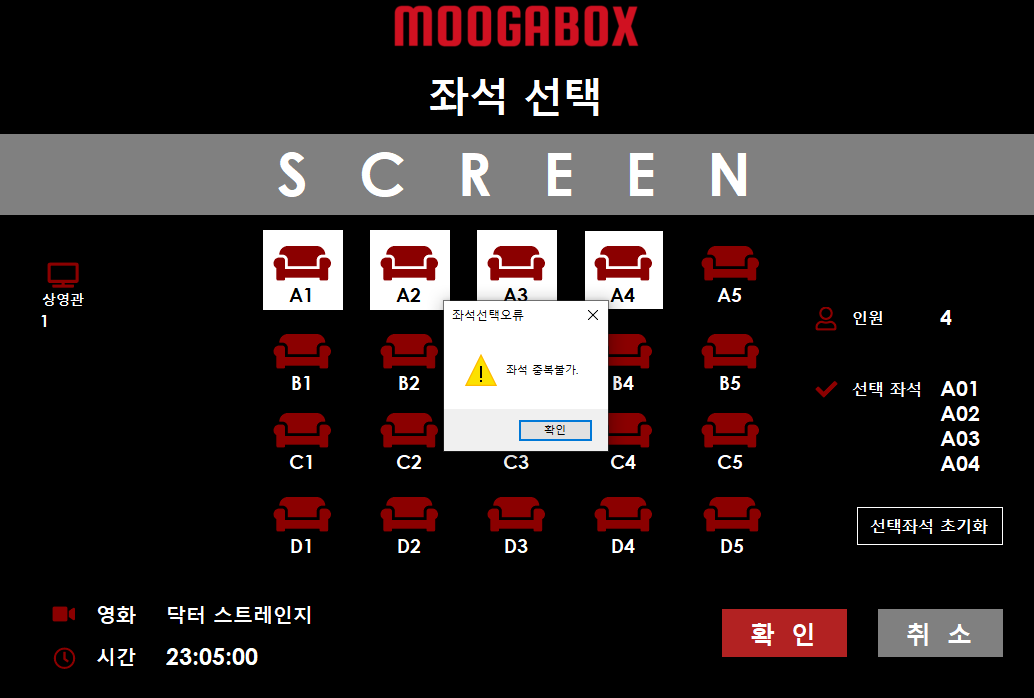 MOOGABOX
좌석 선택
S C R E E N
상영관
1
A1 A2 A3 A4 A5
좌석선택오류
좌석 중복불가.
확인
B1 B2 B4 B5
C1 C2 C3 C4 C5
D1 D2 D3 D4 D5
인원 4
선택 좌석 A01
A02
A03
A04
선택좌석 초기화
영화 닥터 스트레인지
시간 23:05:00
확 인 취 소